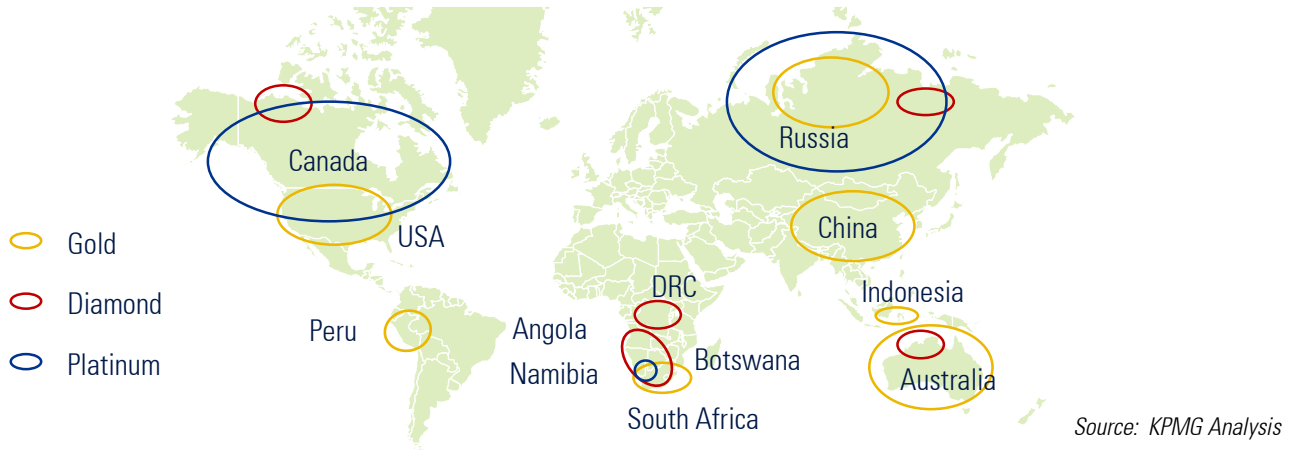 Canada
USA
Peru
Gold
Diamond
Platinum
Russia
China
DRC
Indonesia
Angola
Namibia
Botswana
Australia
South Africa
Source: KPMG Analysis